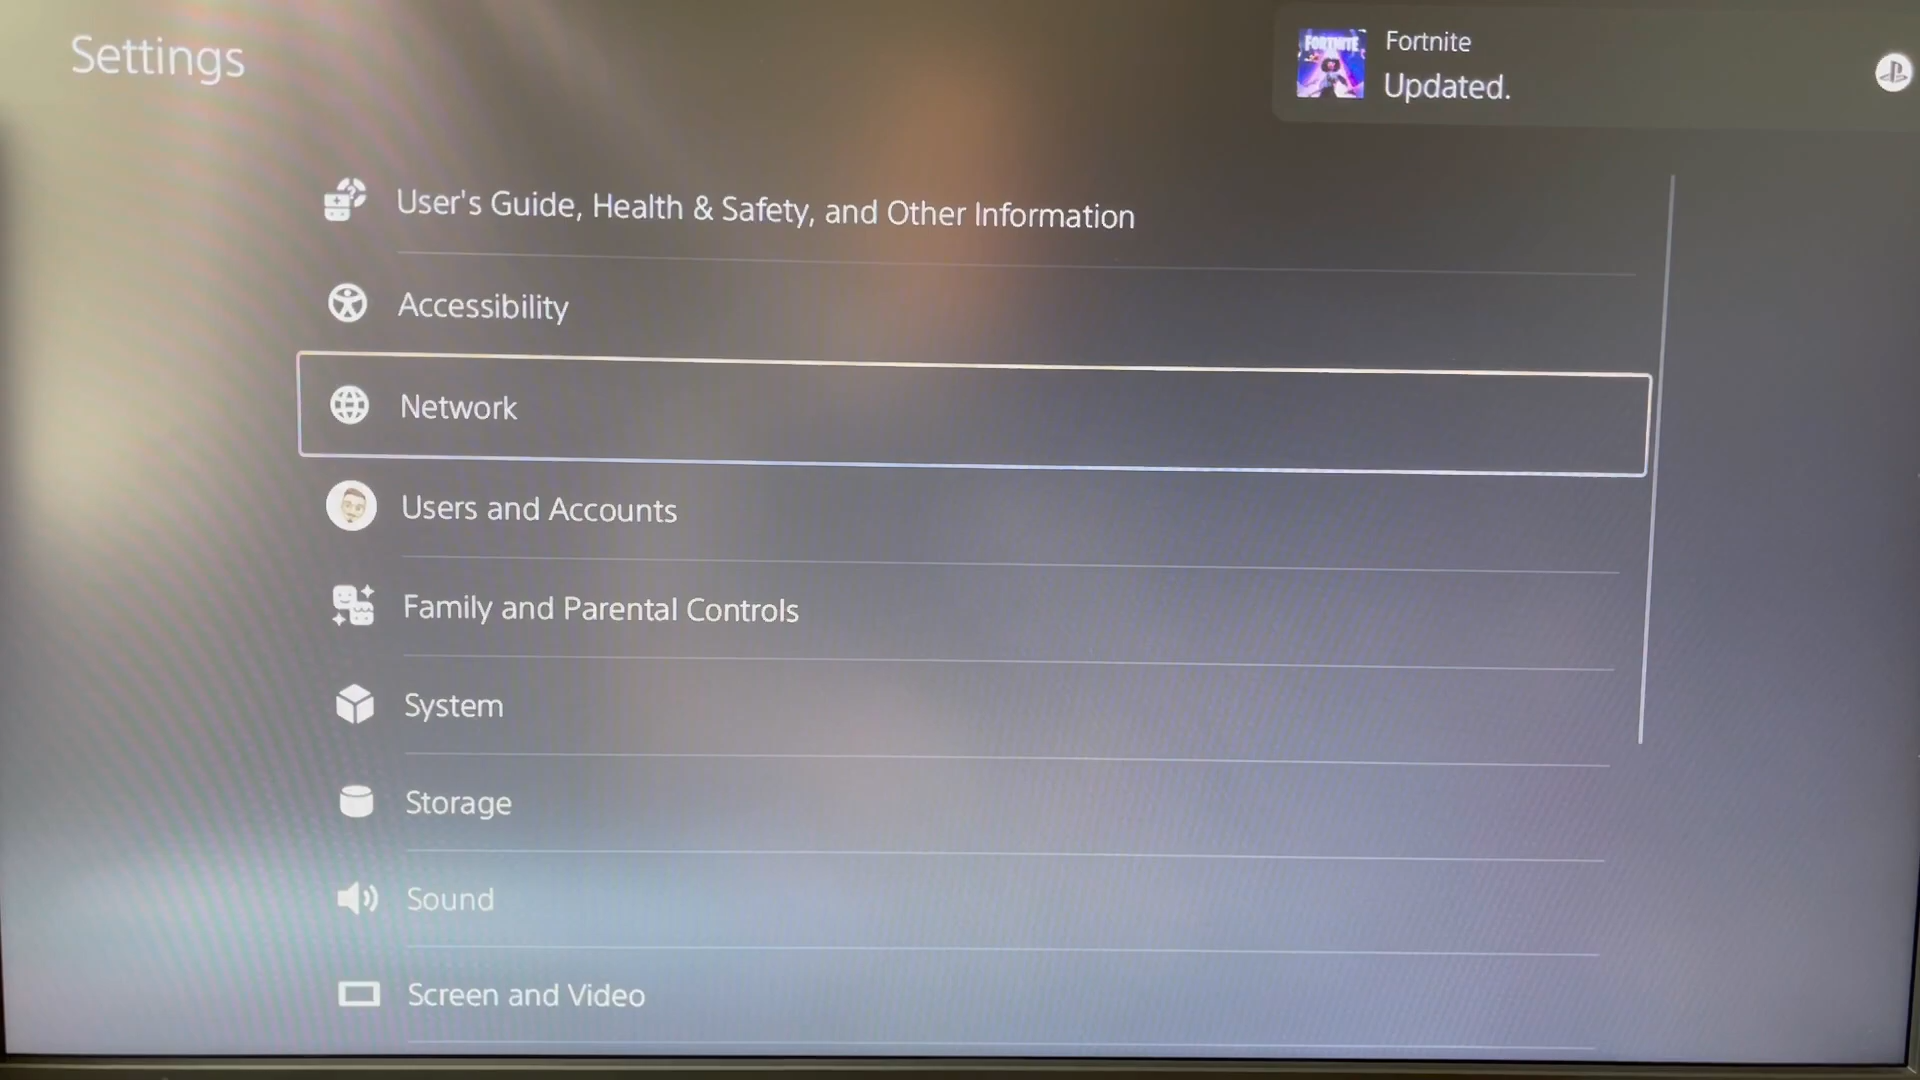 Settings
FORTNITE
Fortnite
Updated.
User's Guide, Health & Safety, and Other Information
Accessibility
Network
Users and Accounts
Family and Parental Controls
System
Storage
Sound
Screen and Video